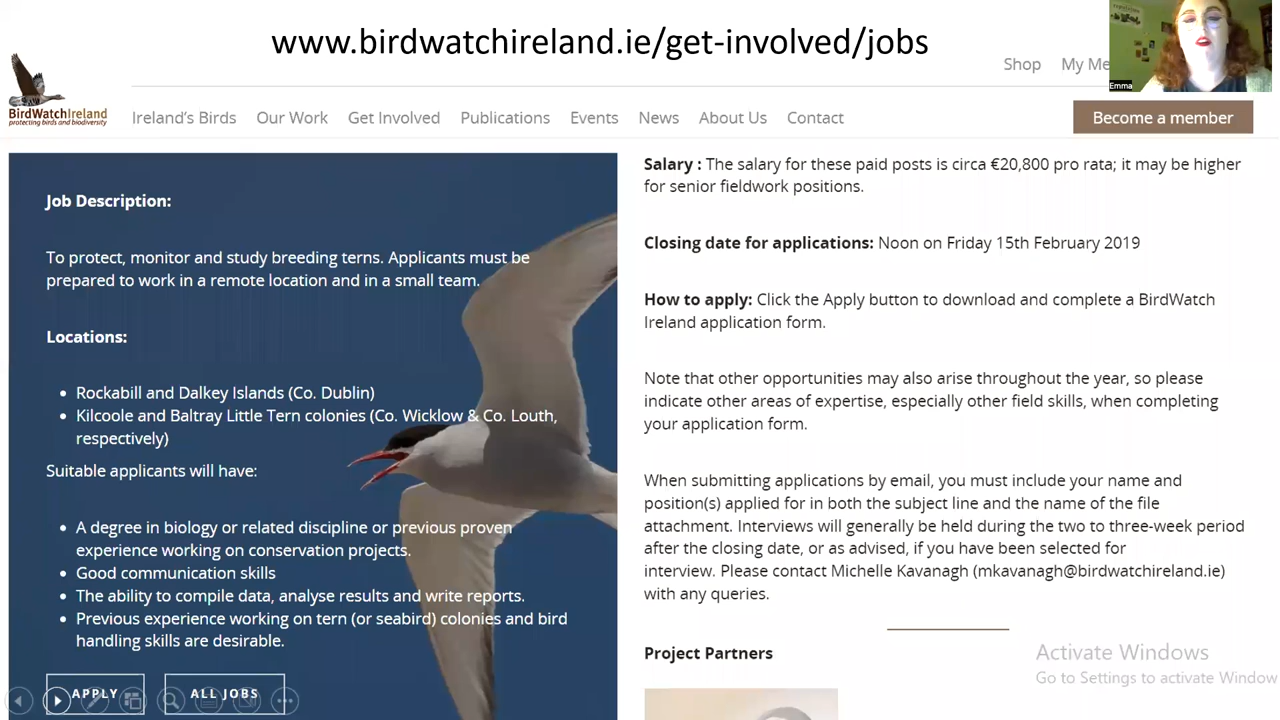 www.birdwatchireland.ie/get-involved/jobs
Emma
Shop My Me
BirdWatchIreland
protecting birds and biodiversity
Ireland's Birds Our Work Get Involved Publications Events News About Us Contact
Become a member
Job Description:
To protect, monitor and study breeding terns. Applicants must be
prepared to work in a remote location and in a small team.
Locations:
• Rockabill and Dalkey Islands (Co. Dublin)
• Kilcoole and Baltray Little Tern colonies (Co. Wicklow & Co. Louth,
respectively)
Suitable applicants will have:
• A degree in biology or related discipline or previous proven
experience working on conservation projects.
• Good communication skills
• The ability to compile data, analyse results and write reports.
• Previous experience working on tern (or seabird) colonies and bird
handling skills are desirable.
APPLY
ALL JOBS
Salary : The salary for these paid posts is circa €20,800 pro rata; it may be higher
for senior fieldwork positions.
Closing date for applications: Noon on Friday 15th February 2019
How to apply: Click the Apply button to download and complete a BirdWatch
Ireland application form.
Note that other opportunities may also arise throughout the year, so please
indicate other areas of expertise, especially other field skills, when completing
your application form.
When submitting applications by email, you must include your name and
position(s) applied for in both the subject line and the name of the file
attachment. Interviews will generally be held during the two to three-week period
after the closing date, or as advised, if you have been selected for
interview. Please contact Michelle Kavanagh (mkavanagh@birdwatchireland.ie)
with any queries.
Project Partners
Activate Windows
Go to Settings to activate Window